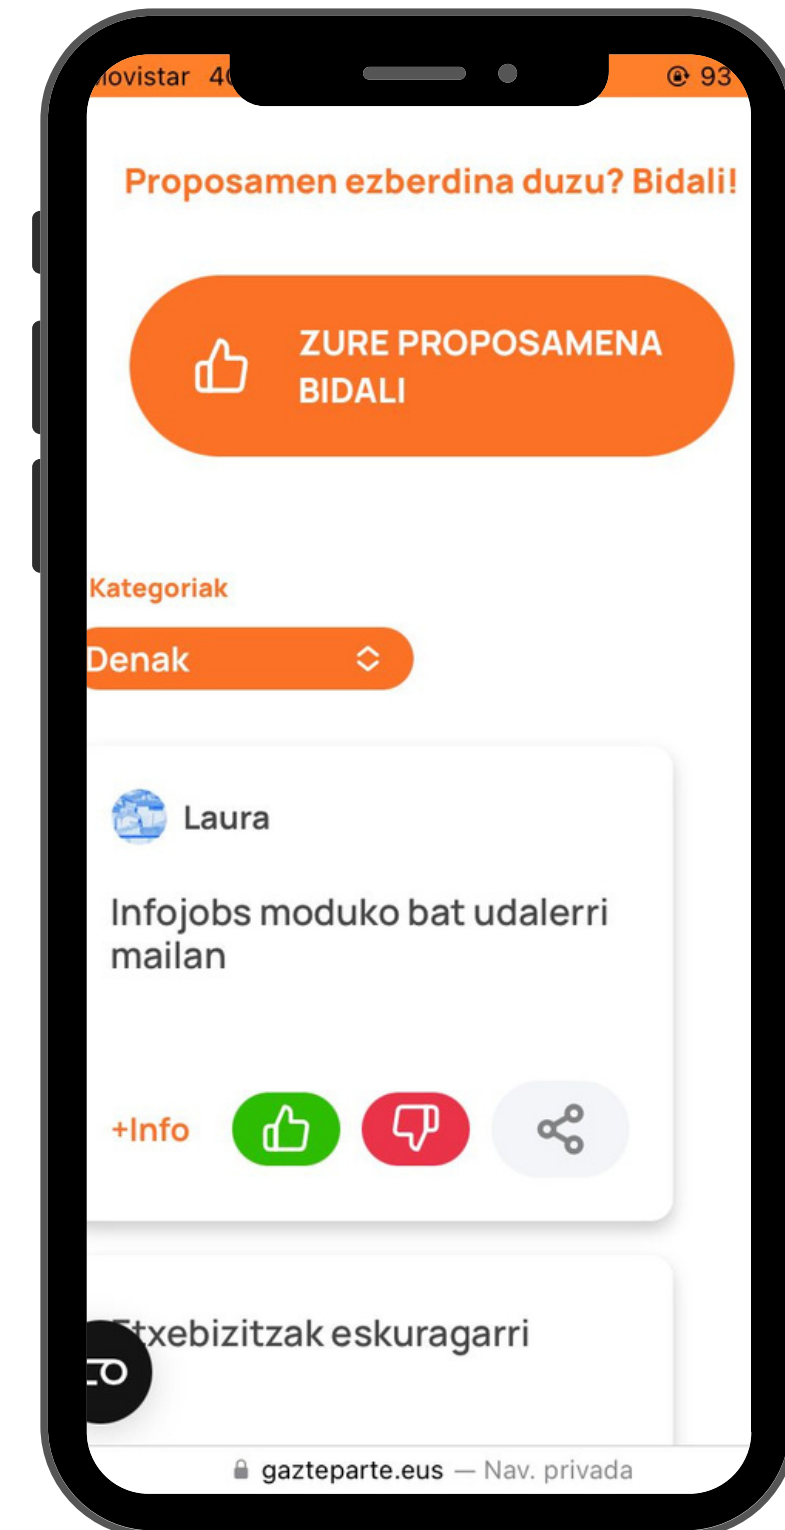 Movistar 93
Proposamen ezberdina duzu? Bidali!
ZURE PROPOSAMENA
BIDALI
Kategoriak
Denak
Laura
Infojobs moduko bat udalerri
mailan
+Info
Etxebizitzak eskuragarri
gazteparte.eus — Nav. privada